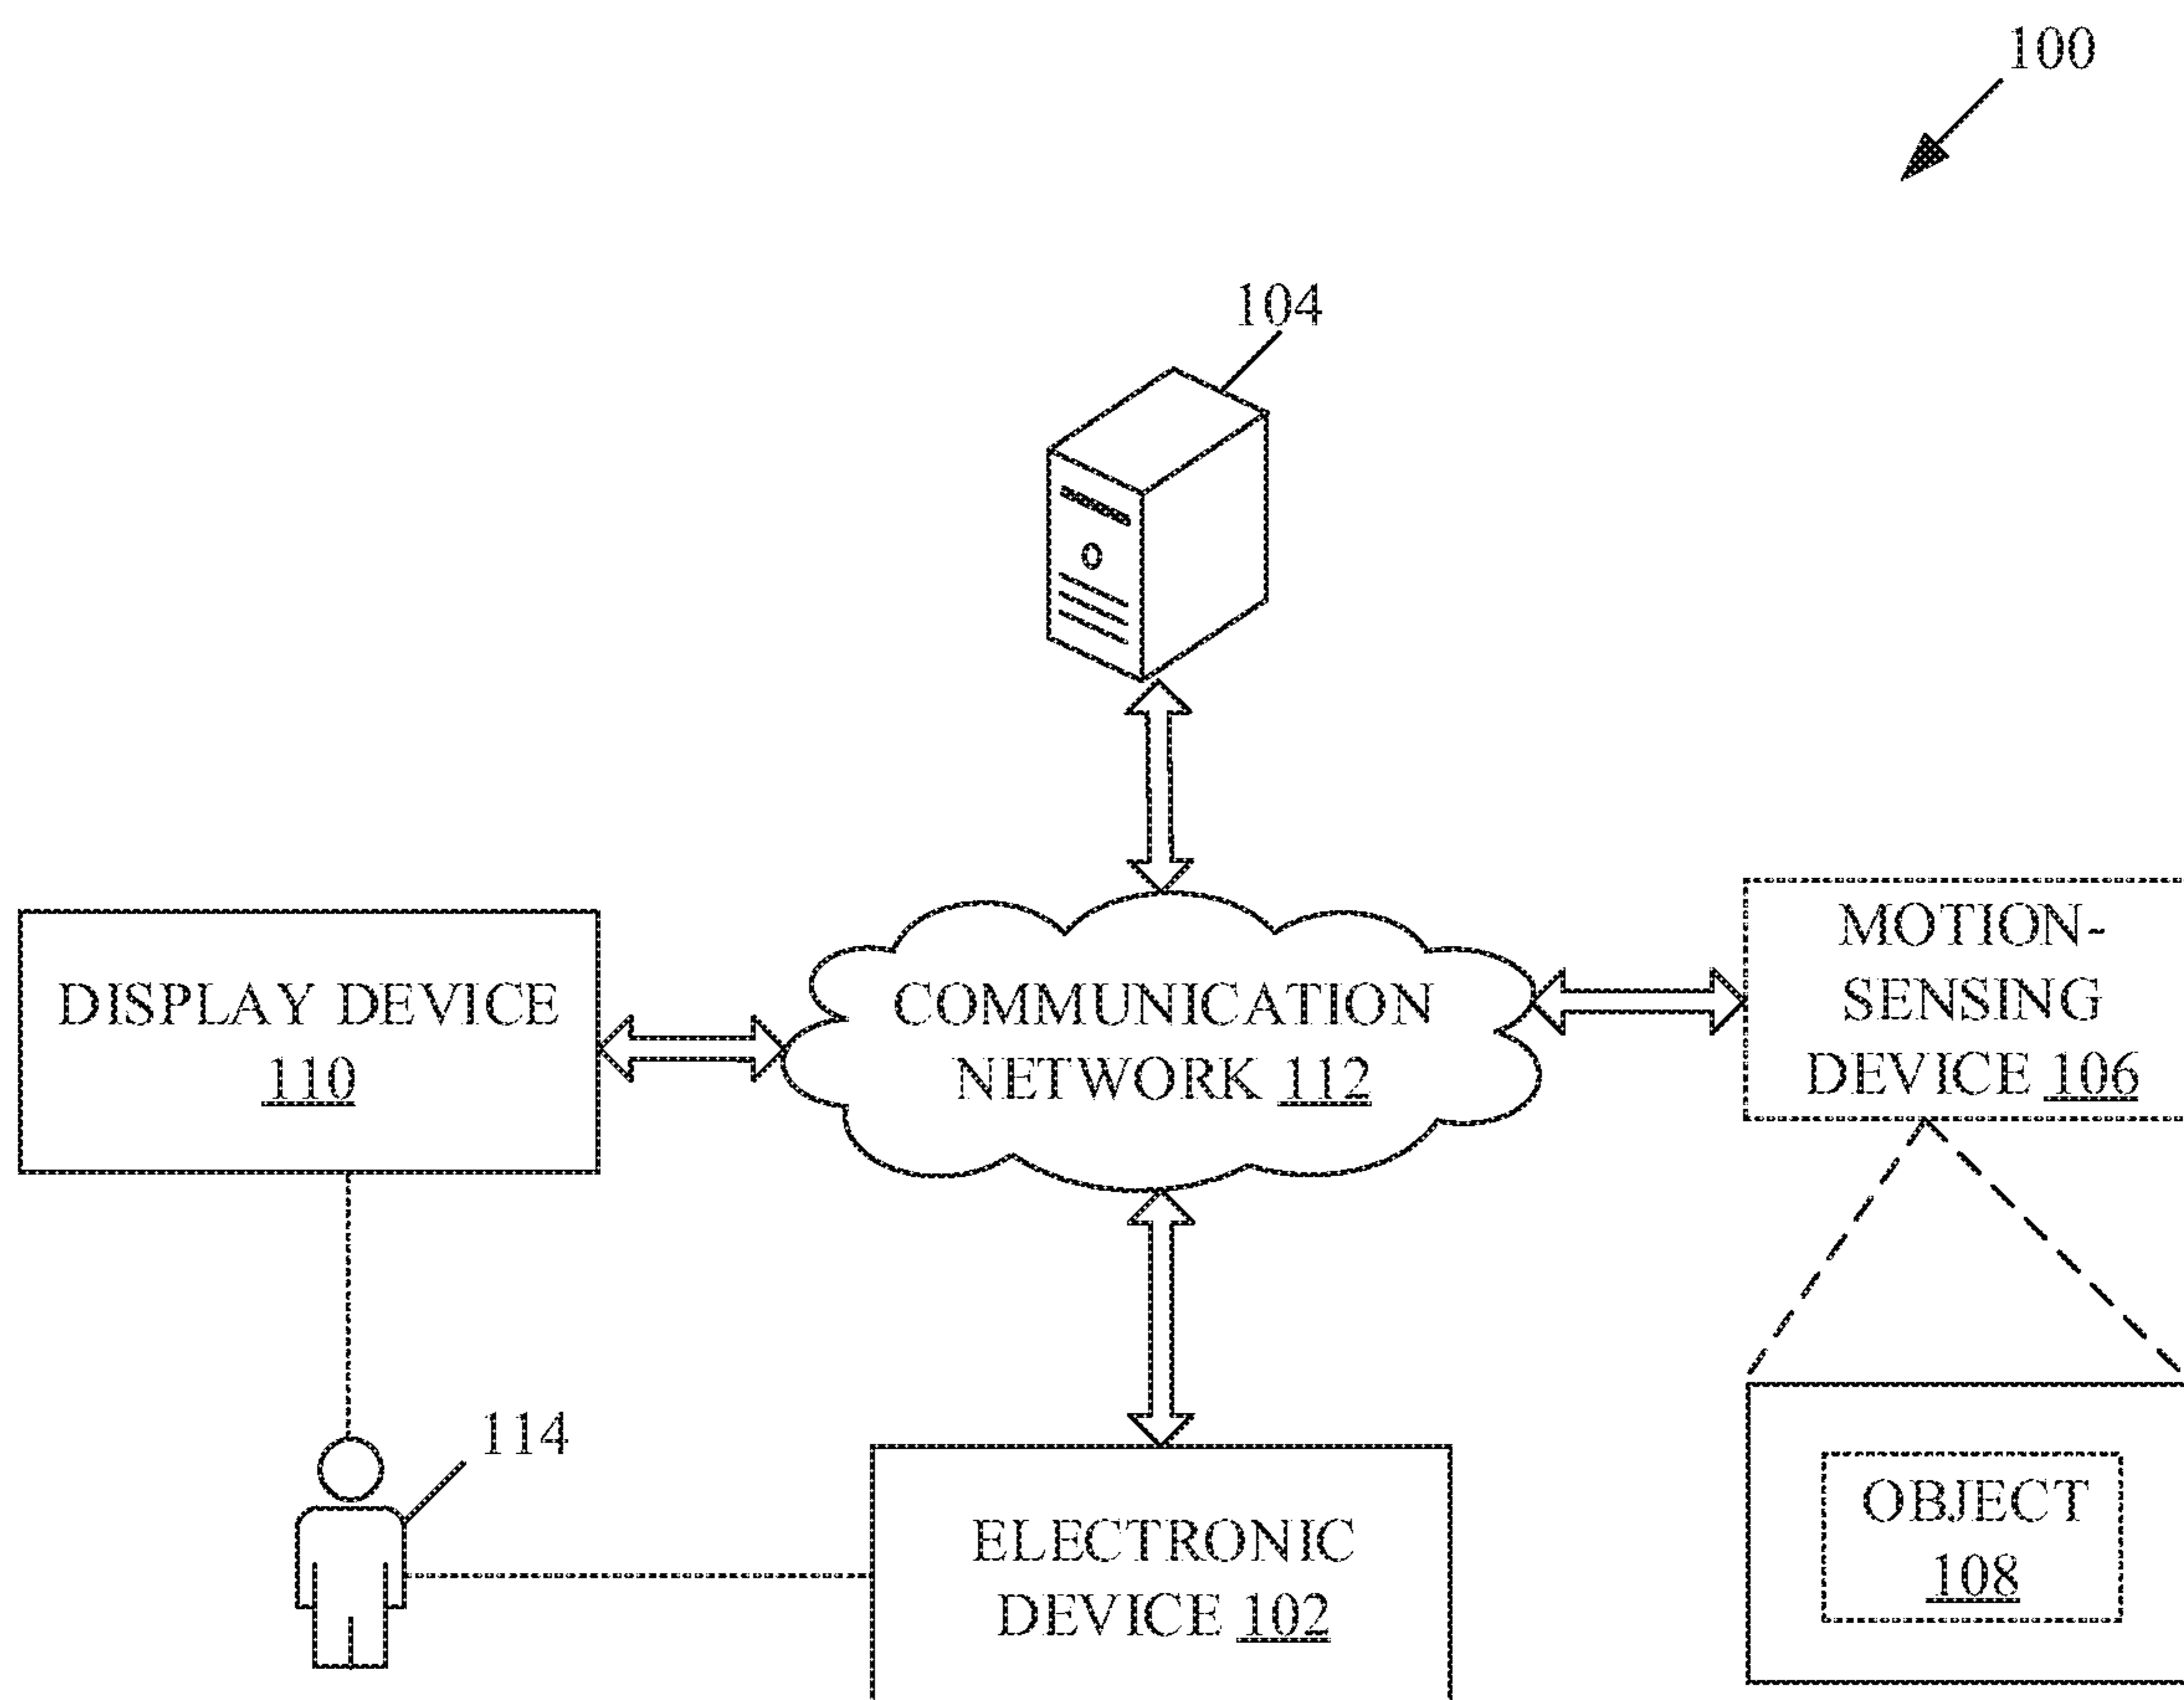 100
104
DISPLAY DEVICE
110
COMMUNICATION
NETWORK 112
MOTION-
SENSING
DEVICE 106
114
ELECTRONIC
DEVICE 102
OBJECT
108